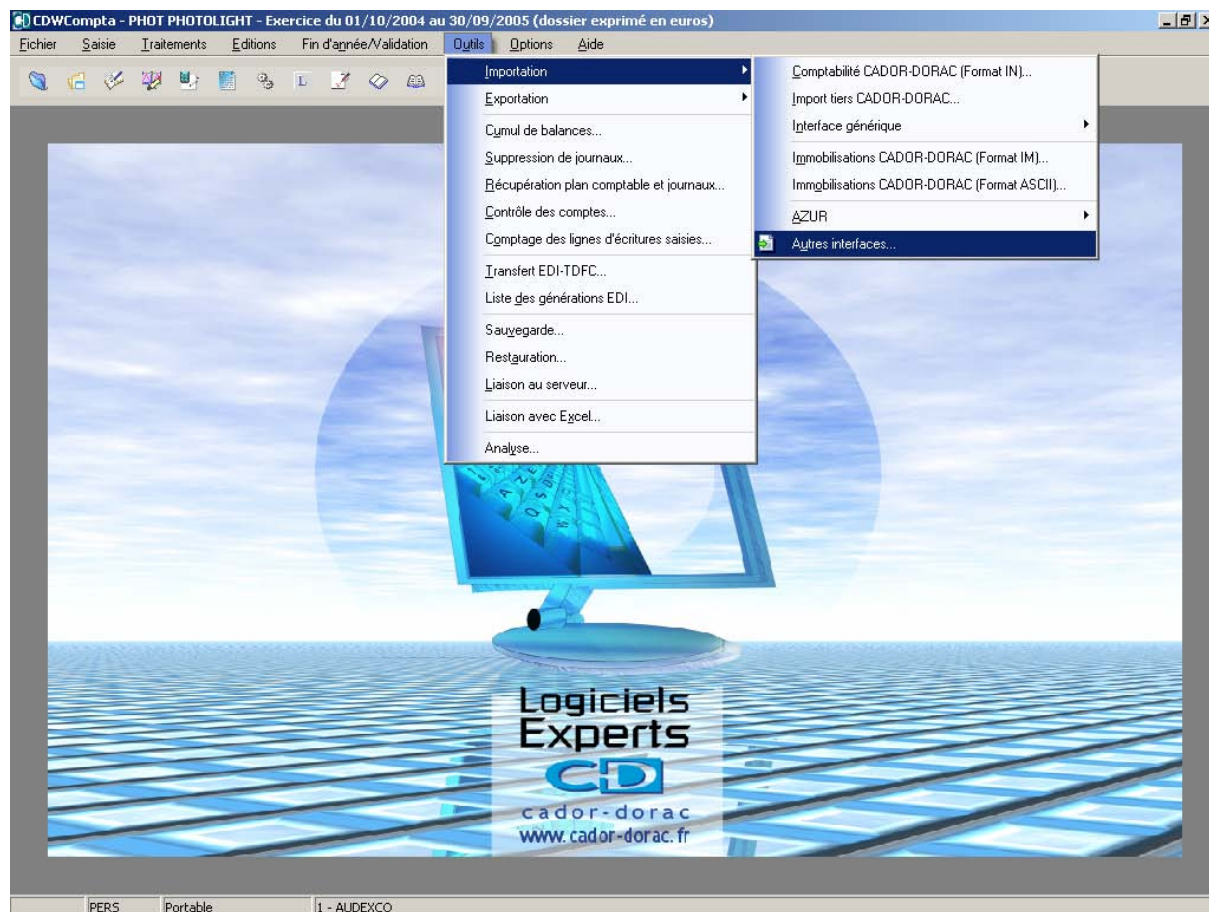 CDWCompta - PHOT PHOTOLIGHT - Exercice du 01/10/2004 au 30/09/2005 (dossier exprimé en euros)
Fichier Saisie Traitements Editions Fin d'année/Validation Outils Options Aide
Importation
Exportation
Cumul de balances...
Suppression de journaux...
Récupération plan comptable et journaux...
Contrôle des comptes...
Comptage des lignes d'écritures saisies...
Transfert EDI-TDFC...
Liste des générations EDI...
Sauvegarde...
Restauration...
Liaison au serveur...
Liaison avec Excel...
Analyse...
Comptabilité CADOR-DORAC (Format IN)...
Import tiers CADOR-DORAC...
Interface générique
Immobilisations CADOR-DORAC (Format IM)...
Immobilisations CADOR-DORAC (Format ASCII)...
AZUR
Autres interfaces...
Logiciels
Experts
CD
cador-dorac
www.cador-dorac.fr
PERS Portable 1 - AUDEXCO